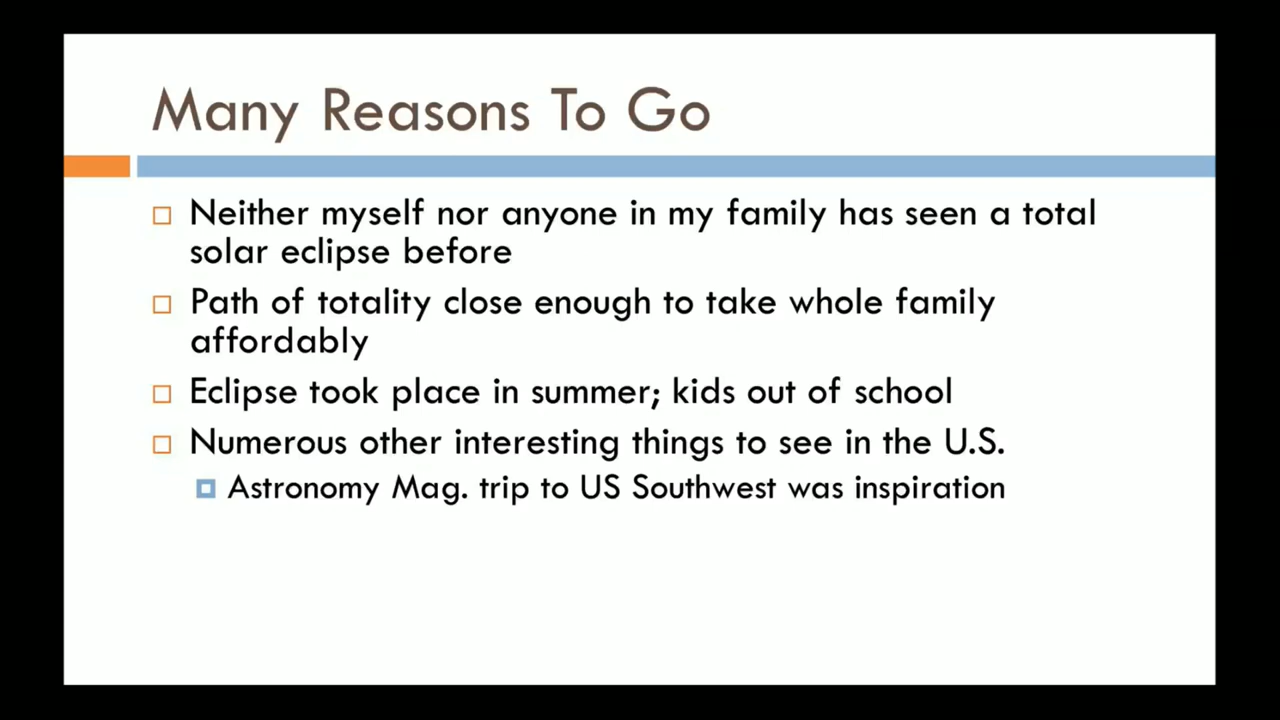 Many Reasons To Go
Neither myself nor anyone in my family has seen a total
solar eclipse before
Path of totality close enough to take whole family
affordably
Eclipse took place in summer; kids out of school
Numerous other interesting things to see in the U.S.
Astronomy Mag. trip to US Southwest was inspiration